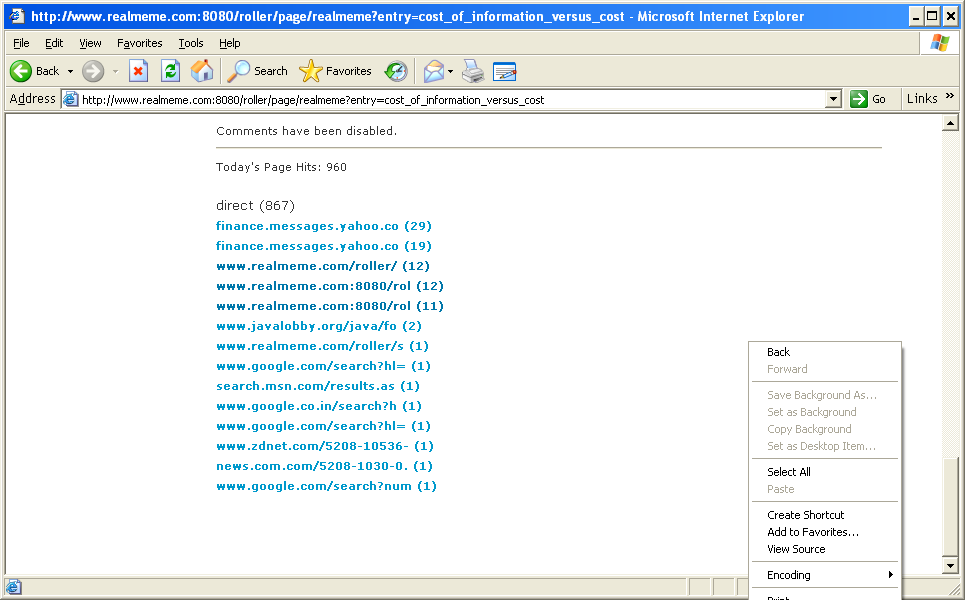 http://www.realmeme.com:8080/roller/page/realmeme?entry=cost_of_information_versus_cost - Microsoft Internet Explorer
File Edit View Favorites Tools Help
Back Search Favorites
Address http://www.realmeme.com:8080/roller/page/realmeme?entry=cost_of_information_versus_cost Go Links »
Comments have been disabled.
Today's Page Hits: 960
direct (867)
finance.messages.yahoo.co (29)
finance.messages.yahoo.co (19)
www.realmeme.com/roller/ (12)
www.realmeme.com:8080/rol (12)
www.realmeme.com:8080/rol (11)
www.javalobby.org/java/fo (2)
www.realmeme.com/roller/s (1)
www.google.com/search?hl= (1)
search.msn.com/results.as (1)
www.google.co.in/search?h (1)
www.google.com/search?hl= (1)
www.zdnet.com/5208-10536- (1)
news.com.com/5208-1030-0. (1)
www.google.com/search?num (1)
Back
Forward
Save Background As...
Set as Background
Copy Background
Set as Desktop Item...
Select All
Paste
Create Shortcut
Add to Favorites...
View Source
Encoding